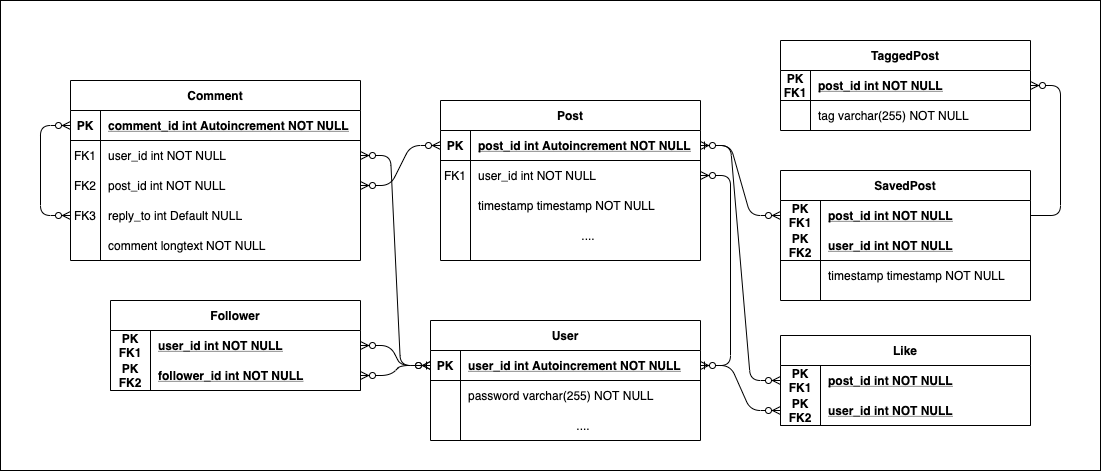 TaggedPost
PK
FK1
post_id int NOT NULL
tag varchar(255) NOT NULL
Comment
PK
comment_id int Autoincrement NOT NULL
FK1
user_id int NOT NULL
FK2
post_id int NOT NULL
FK3
reply_to int Default NULL
comment longtext NOT NULL
Post
PK
post_id int Autoincrement NOT NULL
FK1
user_id int NOT NULL
timestamp timestamp NOT NULL
....
SavedPost
PK
FK1
post_id int NOT NULL
PK
FK2
user_id int NOT NULL
timestamp timestamp NOT NULL
Follower
PK
FK1
user_id int NOT NULL
PK
FK2
follower_id int NOT NULL
User
PK
user_id int Autoincrement NOT NULL
password varchar(255) NOT NULL
....
Like
PK
FK1
post_id int NOT NULL
PK
FK2
user_id int NOT NULL